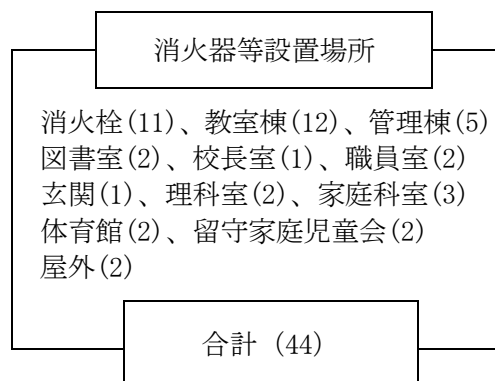 消火器等設置場所
消火栓(11)、教室棟(12)、管理棟(5)
図書室(2)、校長室(1)、職員室(2)
玄関(1)、理科室(2)、家庭科室(3)
体育館(2)、留守家庭児童会(2)
屋外(2)
合計 (44)